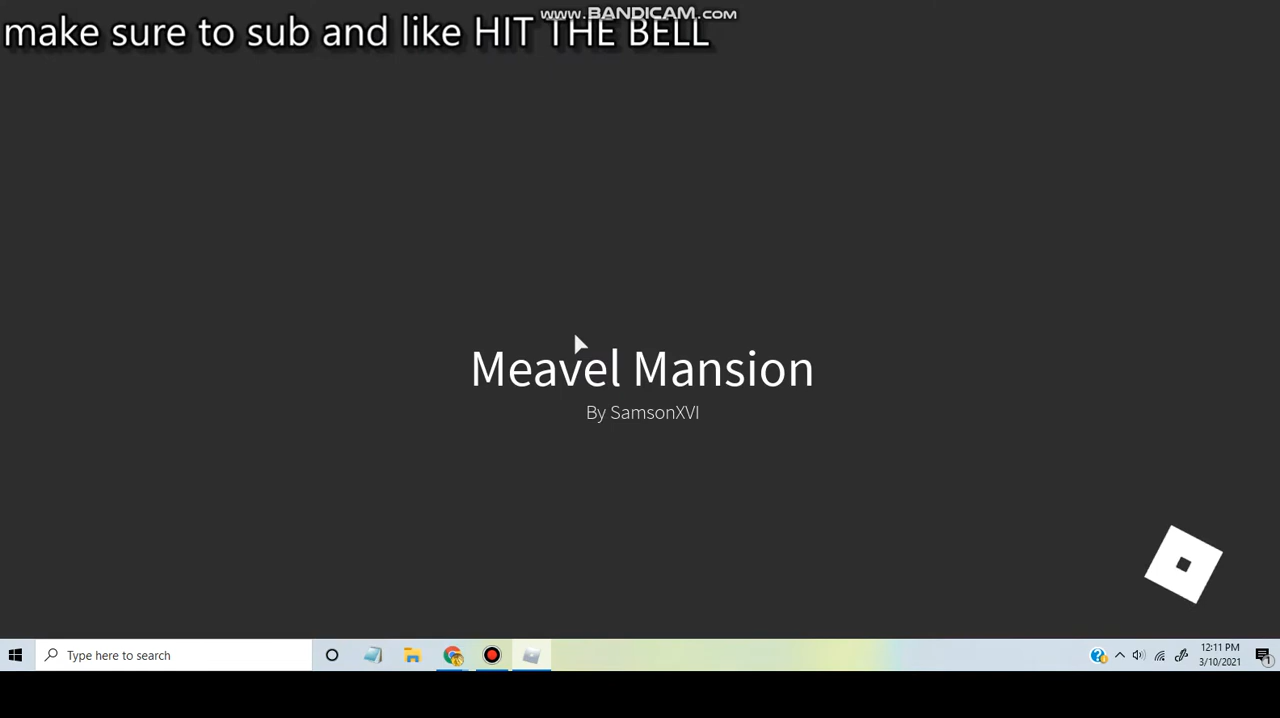 www.BANDICAM.com
make sure to sub and like HIT THE BELL
Meavel Mansion
By SamsonXVI
Type here to search
12:11 PM
3/10/2021
1